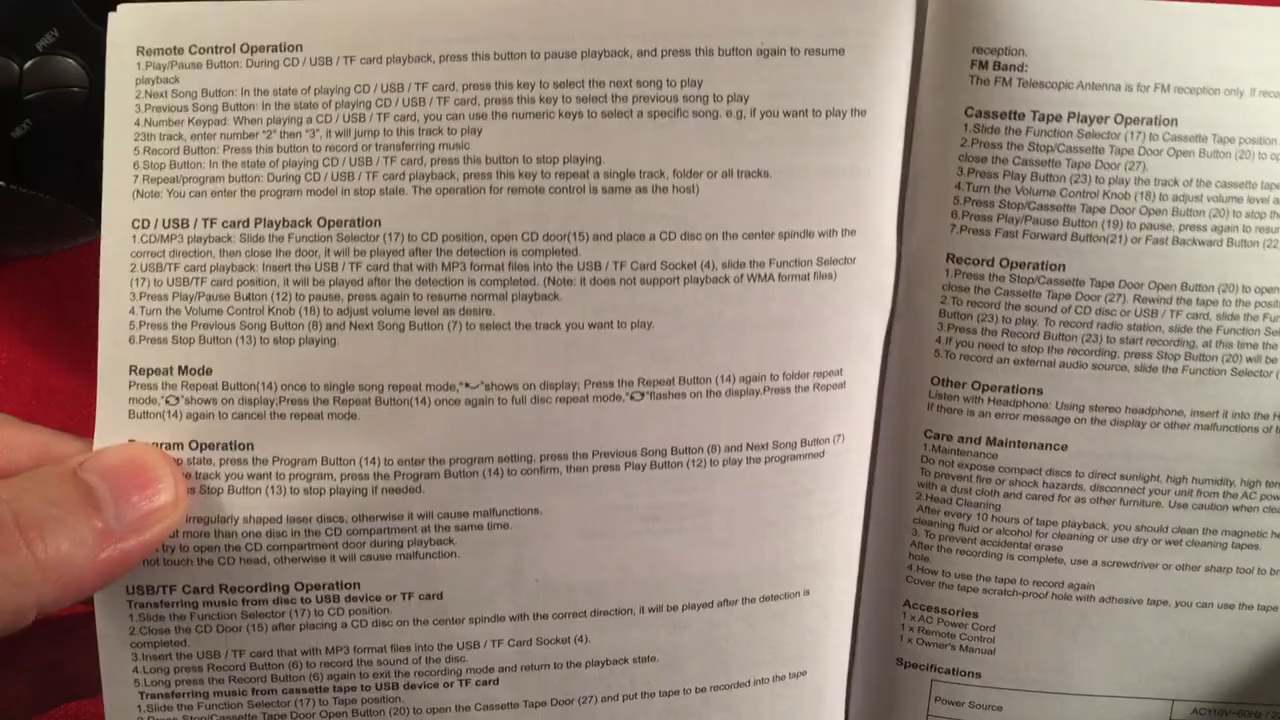 PREV
NEXT
Remote Control Operation
1.Play/Pause Button: During CD / USB / TF card playback, press this button to pause playback, and press this button again to resume
playback
2.Next Song Button: In the state of playing CD / USB / TF card, press this key to select the next song to play
3.Previous Song Button: In the state of playing CD / USB / TF card, press this key to select the previous song to play
4.Number Keypad: When playing a CD / USB / TF card, you can use the numeric keys to select a specific song. e.g, if you want to play the
23th track, enter number "2" then "3", it will jump to this track to play
5.Record Button: Press this button to record or transferring music
6.Stop Button: In the state of playing CD / USB / TF card, press this button to stop playing.
7.Repeat/program button: During CD / USB / TF card playback, press this key to repeat a single track, folder or all tracks.
(Note: You can enter the program model in stop state. The operation for remote control is same as the host)
CD / USB / TF card Playback Operation
1.CD/MP3 playback: Slide the Function Selector (17) to CD position, open CD door(15) and place a CD disc on the center spindle with the
correct direction, then close the door, it will be played after the detection is completed.
2.USB/TF card playback: Insert the USB / TF card that with MP3 format files into the USB / TF Card Socket (4), slide the Function Selector
(17) to USB/TF card position, it will be played after the detection is completed. (Note: it does not support playback of WMA format files)
3.Press Play/Pause Button (12) to pause, press again to resume normal playback.
4.Turn the Volume Control Knob (18) to adjust volume level as desire.
5.Press the Previous Song Button (8) and Next Song Button (7) to select the track you want to play.
6.Press Stop Button (13) to stop playing.
Repeat Mode
Press the Repeat Button(14) once to single song repeat mode," "shows on display; Press the Repeat Button (14) again to folder repeat
mode," "shows on display;Press the Repeat Button(14) once again to full disc repeat mode," "flashes on the display.Press the Repeat
Button(14) again to cancel the repeat mode.
Program Operation
state, press the Program Button (14) to enter the program setting, press the Previous Song Button (8) and Next Song Button (7)
track you want to program, press the Program Button (14) to confirm, then press Play Button (12) to play the programmed
Stop Button (13) to stop playing if needed.
irregularly shaped laser discs, otherwise it will cause malfunctions.
more than one disc in the CD compartment at the same time.
try to open the CD compartment door during playback.
not touch the CD head, otherwise it will cause malfunction.
USB/TF Card Recording Operation
Transferring music from disc to USB device or TF card
1.Slide the Function Selector (17) to CD position.
2.Close the CD Door (15) after placing a CD disc on the center spindle with the correct direction, it will be played after the detection is
completed.
3.Insert the USB / TF card that with MP3 format files into the USB / TF Card Socket (4).
4.Long press Record Button (6) to record the sound of the disc.
5.Long press the Record Button (6) again to exit the recording mode and return to the playback state.
Transferring music from cassette tape to USB device or TF card
1.Slide the Function Selector (17) to Tape position.
Stop/Cassette Tape Door Open Button (20) to open the Cassette Tape Door (27) and put the tape to be recorded into the tape
reception.
FM Band:
The FM Telescopic Antenna is for FM reception only. If
Cassette Tape Player Operation
1.Slide the Function Selector (17) to Cassette Tape position.
2.Press the Stop/Cassette Tape Door Open Button (20) to
close the Cassette Tape Door (27).
3.Press Play Button (23) to play the track of the cassette
4.Turn the Volume Control Knob (18) to adjust volume level
5.Press Stop/Cassette Tape Door Open Button (20) to stop
6.Press Play/Pause Button (19) to pause, press again to
7.Press Fast Forward Button(21) or Fast Backward Button (22
Record Operation
1.Press the Stop/Cassette Tape Door Open Button (20) to open
close the Cassette Tape Door (27). Rewind the tape to the
2.To record the sound of CD disc or USB / TF card, slide the
Button (23) to play. To record radio station, slide the Function
3.Press the Record Button (23) to start recording, at this time the
4.If you need to stop the recording, press Stop Button (20) will be
5.To record an external audio source, slide the Function Selector (
Other Operations
Listen with Headphone: Using stereo headphone, insert it into the
If there is an error message on the display or other malfunctions of
Care and Maintenance
1.Maintenance
Do not expose compact discs to direct sunlight, high humidity, high
To prevent fire or shock hazards, disconnect your unit from the AC
with a dust cloth and cared for as other furniture. Use caution when
2.Head Cleaning
After every 10 hours of tape playback, you should clean the magnetic
cleaning fluid or alcohol for cleaning or use dry or wet cleaning tapes.
3. To prevent accidental erase
After the recording is complete, use a screwdriver or other sharp tool to
hole.
4.How to use the tape to record again
Cover the tape scratch-proof hole with adhesive tape, you can use the tape
Accessories
1 x AC Power Cord
1 x Remote Control
1 x Owner's Manual
Specifications
Power Source
AC110V~60Hz